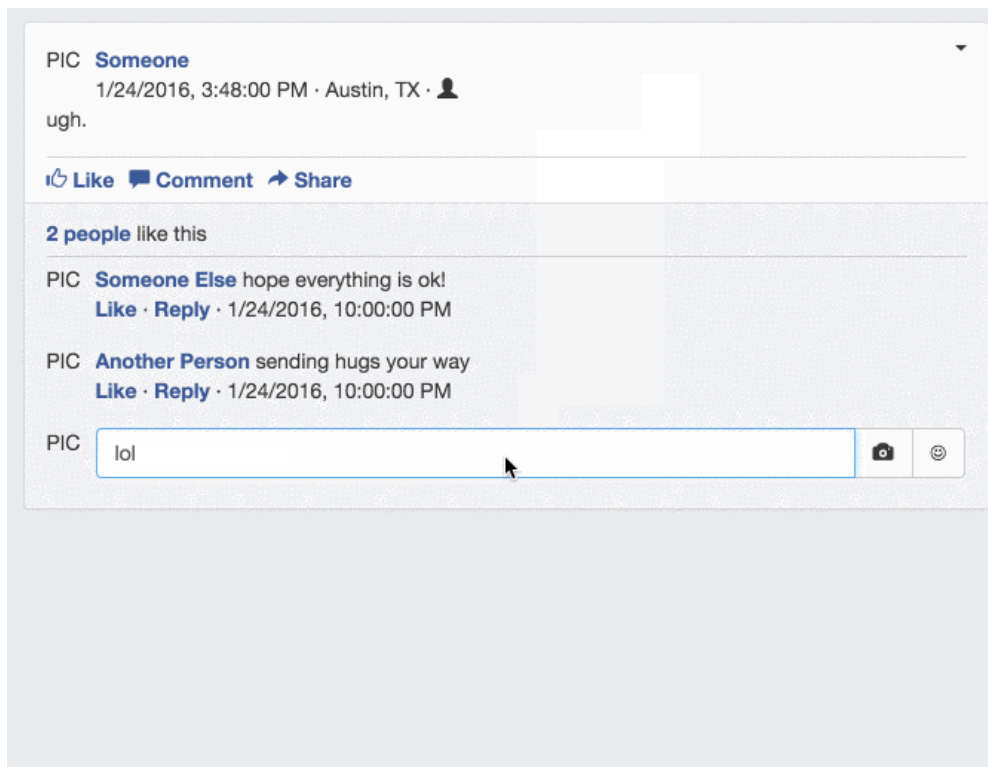 PIC Someone
1/24/2016, 3:48:00 PM · Austin, TX ·
ugh.
Like Comment Share
2 people like this
PIC Someone Else hope everything is ok!
Like · Reply · 1/24/2016, 10:00:00 PM
PIC Another Person sending hugs your way
Like · Reply · 1/24/2016, 10:00:00 PM
PIC lol